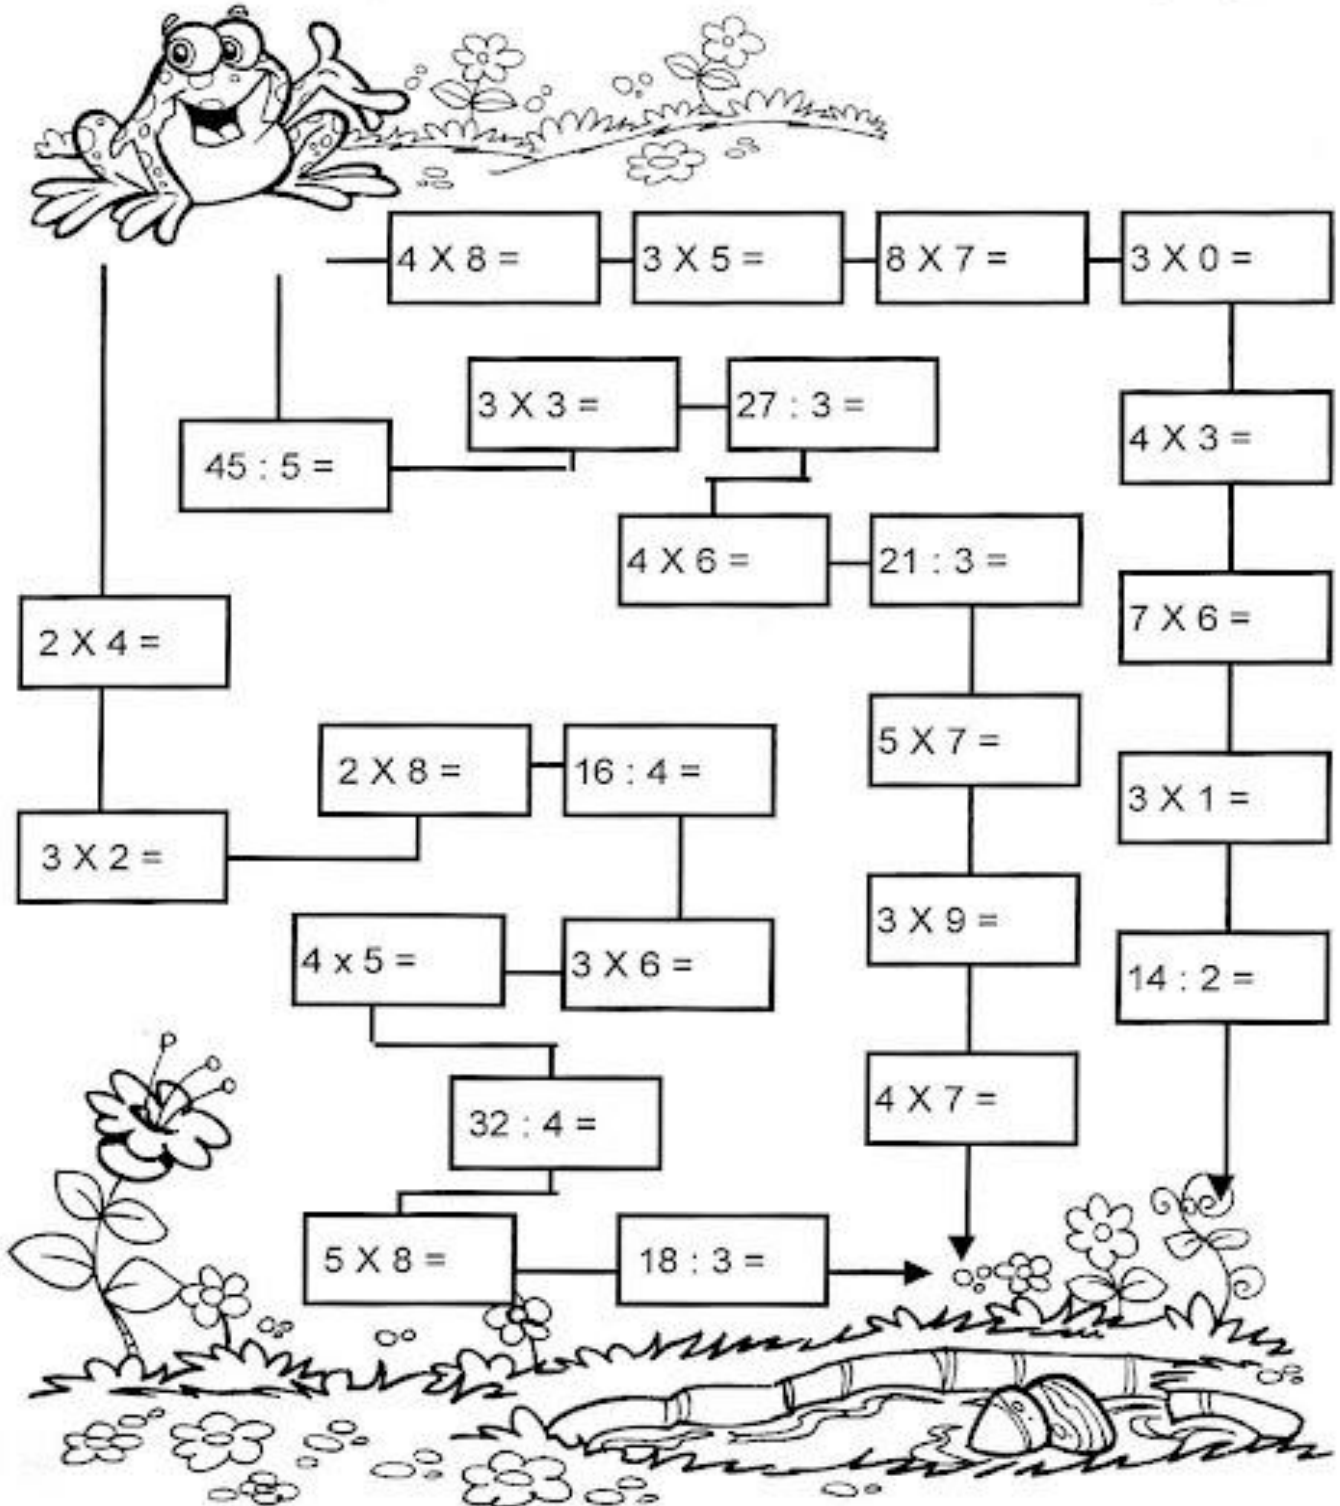 4 X 8 =
3 X 5 =
8 X 7 =
3 X 0 =
3 X 3 =
27 : 3 =
4 X 3 =
45 : 5 =
4 X 6 =
21 : 3 =
7 X 6 =
2 X 4 =
5 X 7 =
2 X 8 =
16 : 4 =
3 X 1 =
3 X 2 =
3 X 9 =
4 x 5 =
3 X 6 =
14 : 2 =
4 X 7 =
32 : 4 =
5 X 8 =
18 : 3 =